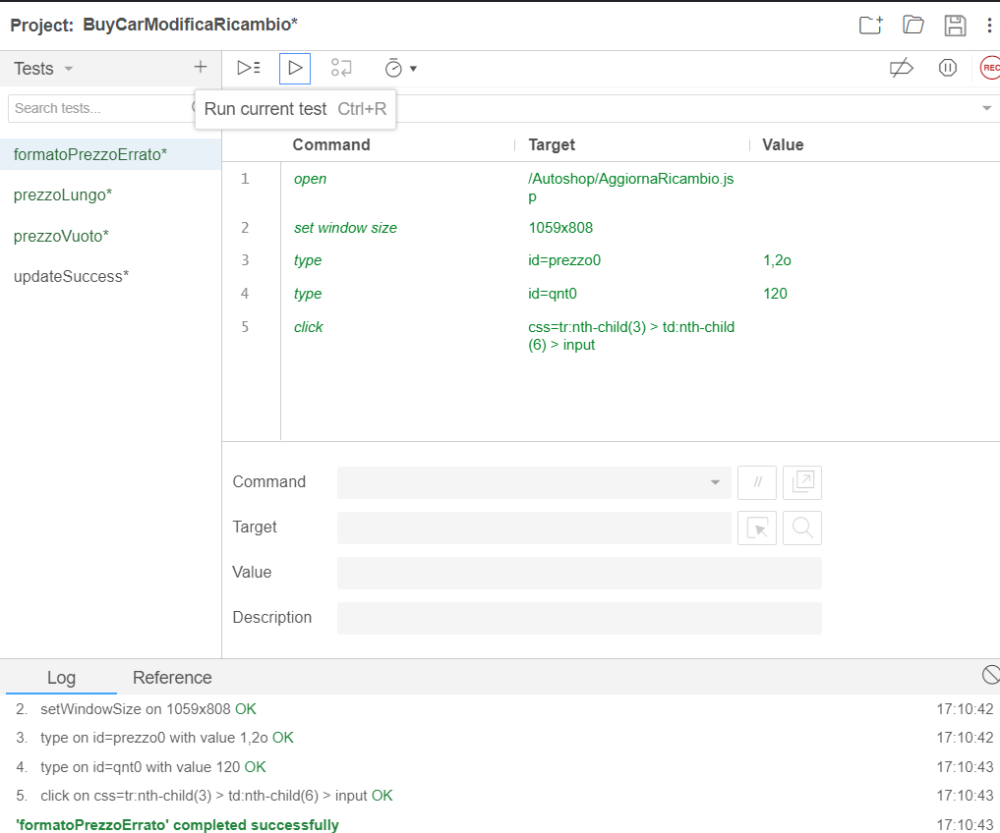 Project: BuyCarModificaRicambio*
Tests
+
REC
Search tests...
Run current test Ctrl+R
formatoPrezzoErrato*
prezzoLungo*
prezzoVuoto*
updateSuccess*
Command Target Value
1 open /Autoshop/AggiornaRicambio.js
p
2 set window size 1059x808
3 type id=prezzo0 1,2o
4 type id=qnt0 120
5 click css=tr:nth-child(3) > td:nth-child
(6) > input
Command
//
Target
Value
Description
Log Reference
2. setWindowSize on 1059x808 OK 17:10:42
3. type on id=prezzo0 with value 1,2o OK 17:10:42
4. type on id=qnt0 with value 120 OK 17:10:43
5. click on css=tr:nth-child(3) > td:nth-child(6) > input OK 17:10:43
'formatoPrezzoErrato' completed successfully 17:10:43